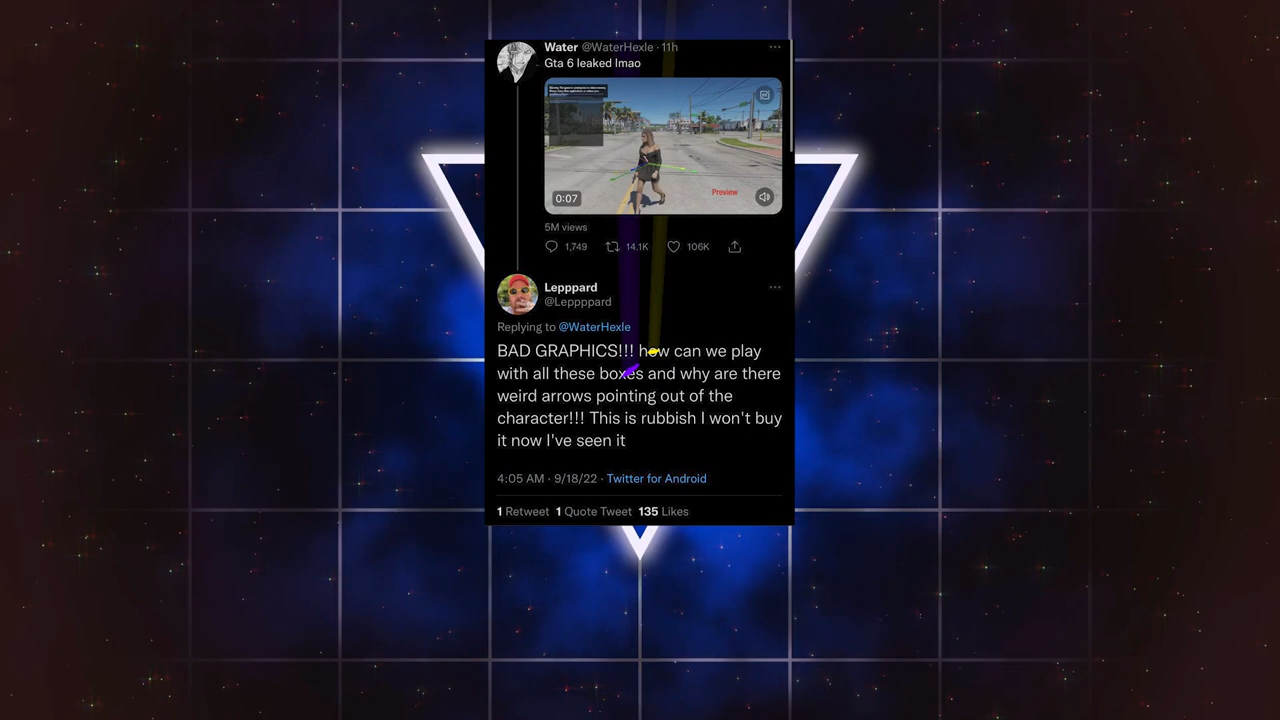 Water @WaterHexle · 11h
Gta 6 leaked lmao
Preview
0:07
5M views
1,749 14.1K 106K
Lepppard
@Leppppard
Replying to @WaterHexle
BAD GRAPHICS!!! how can we play
with all these boxes and why are there
weird arrows pointing out of the
character!!! This is rubbish I won't buy
it now I've seen it
4:05 AM · 9/18/22 · Twitter for Android
1 Retweet 1 Quote Tweet 135 Likes